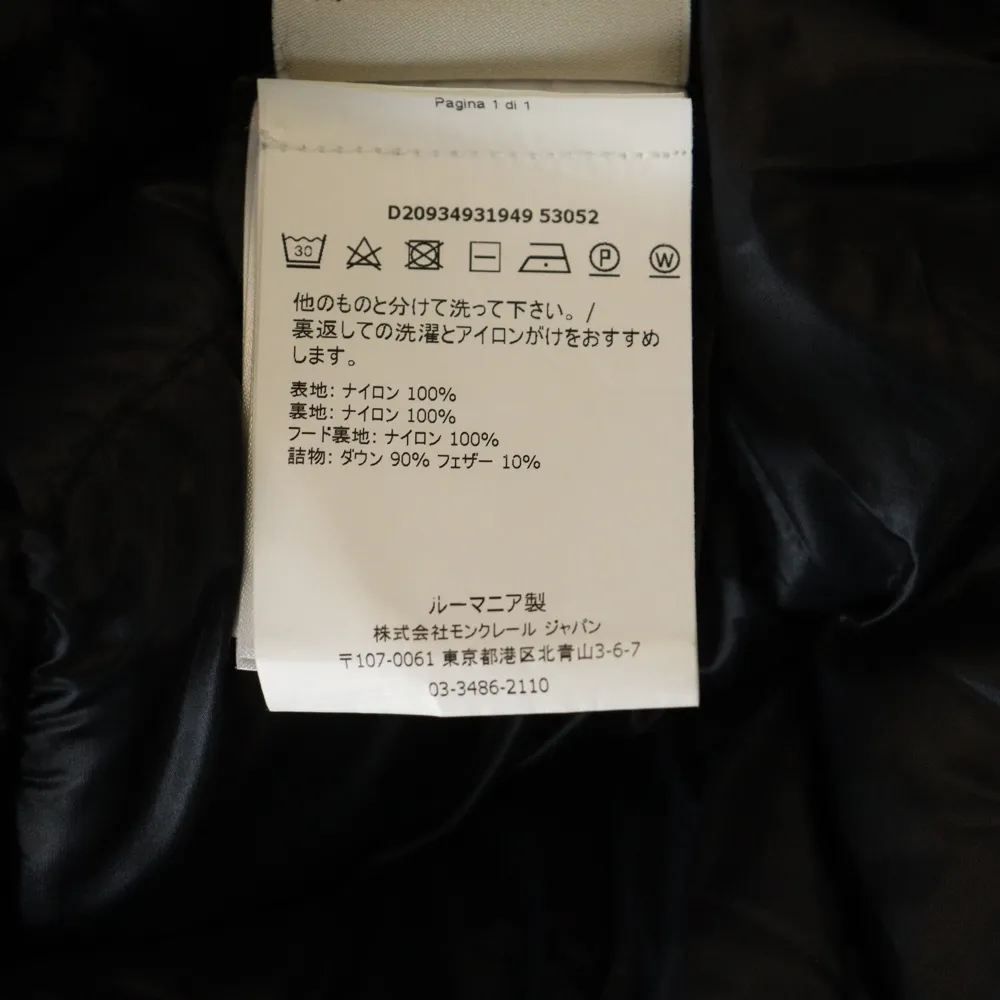 Pagina 1 di 1
D20934931949 53052
30 P W
他のものと分けて洗って下さい。/
裏返しての洗濯とアイロンがけをおすすめ
します。
表地: ナイロン 100%
裏地: ナイロン 100%
フード裏地: ナイロン 100%
詰物: ダウン 90% フェザー 10%
ルーマニア製
株式会社モンクレール ジャパン
〒107-0061 東京都港区北青山3-6-7
03-3486-2110